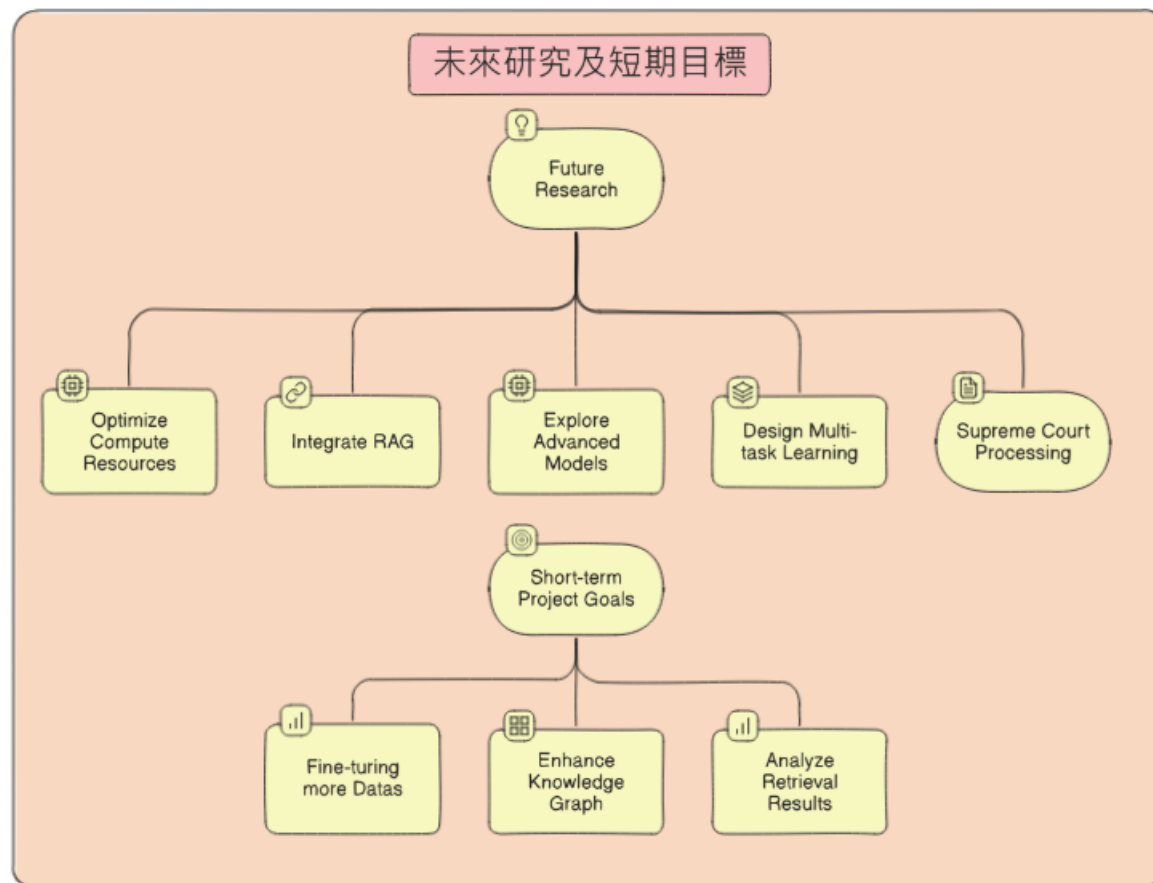 未來研究及短期目標
Future
Research
Optimize
Compute
Resources
Integrate RAG
Explore
Advanced
Models
Design Multi-
task Learning
Supreme Court
Processing
Short-term
Project Goals
Fine-turing
more Datas
Enhance
Knowledge
Graph
Analyze
Retrieval
Results